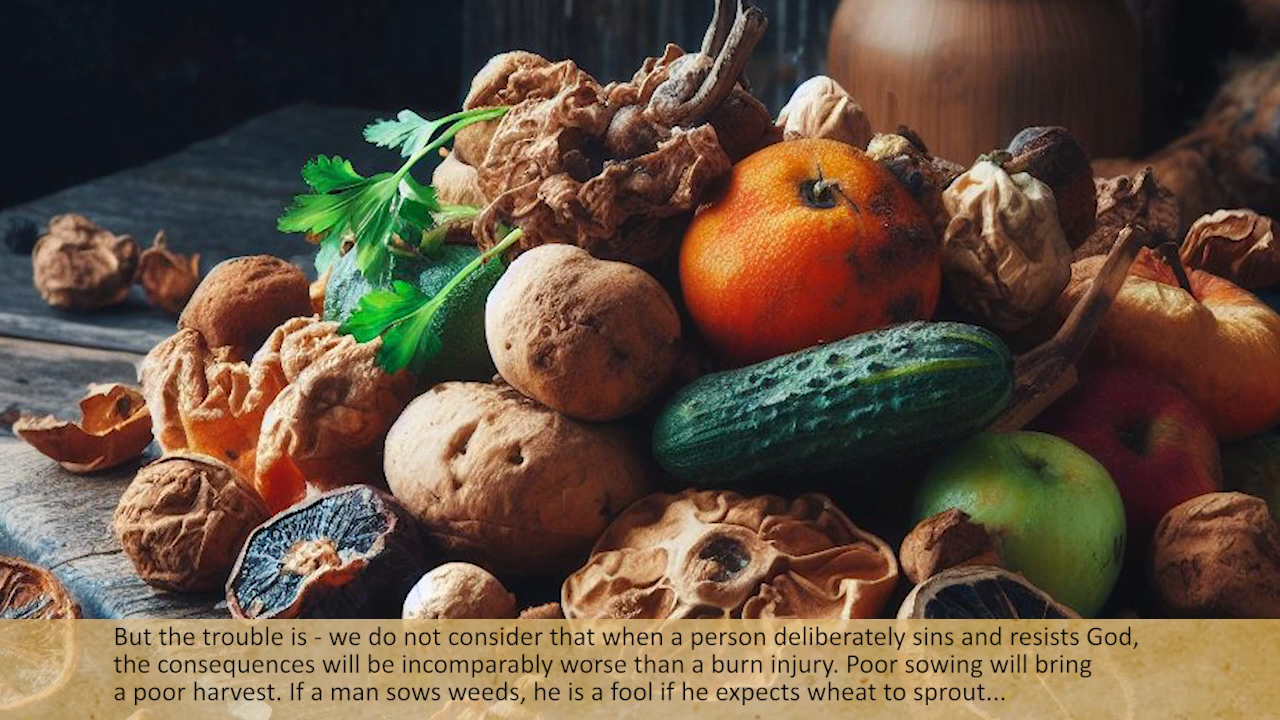 But the trouble is - we do not consider that when a person deliberately sins and resists God,
the consequences will be incomparably worse than a burn injury. Poor sowing will bring
a poor harvest. If a man sows weeds, he is a fool if he expects wheat to sprout...